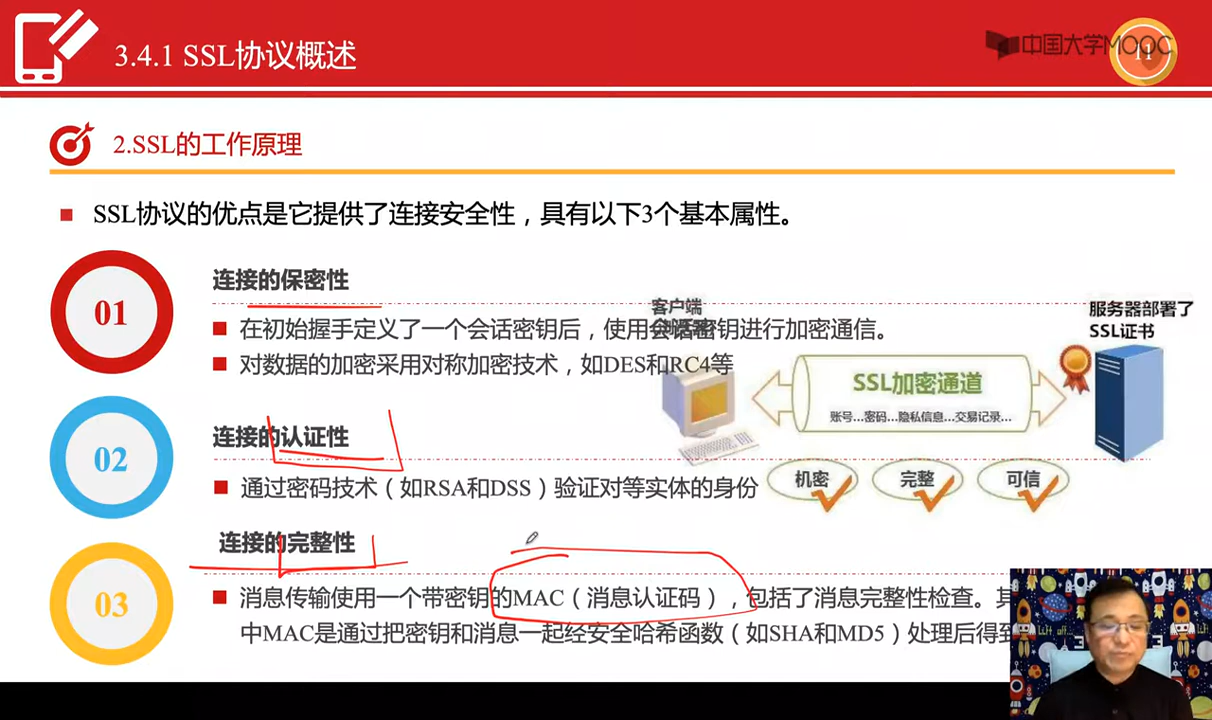 3.4.1 SSL协议概述
中国大学MOOC
11
2.SSL的工作原理
SSL协议的优点是它提供了连接安全性，具有以下3个基本属性。
01
连接的保密性
在初始握手定义了一个会话密钥后，使用会话密钥进行加密通信。
对数据的加密采用对称加密技术，如DES和RC4等
02
连接的认证性
通过密码技术（如RSA和DSS）验证对等实体的身份
03
连接的完整性
消息传输使用一个带密钥的MAC（消息认证码），包括了消息完整性检查。其
中MAC是通过把密钥和消息一起经安全哈希函数（如SHA和MD5）处理后得到
客户端
服务器部署了
SSL证书
SSL加密通道
账号...密码...隐私信息...交易记录...
机密
完整
可信